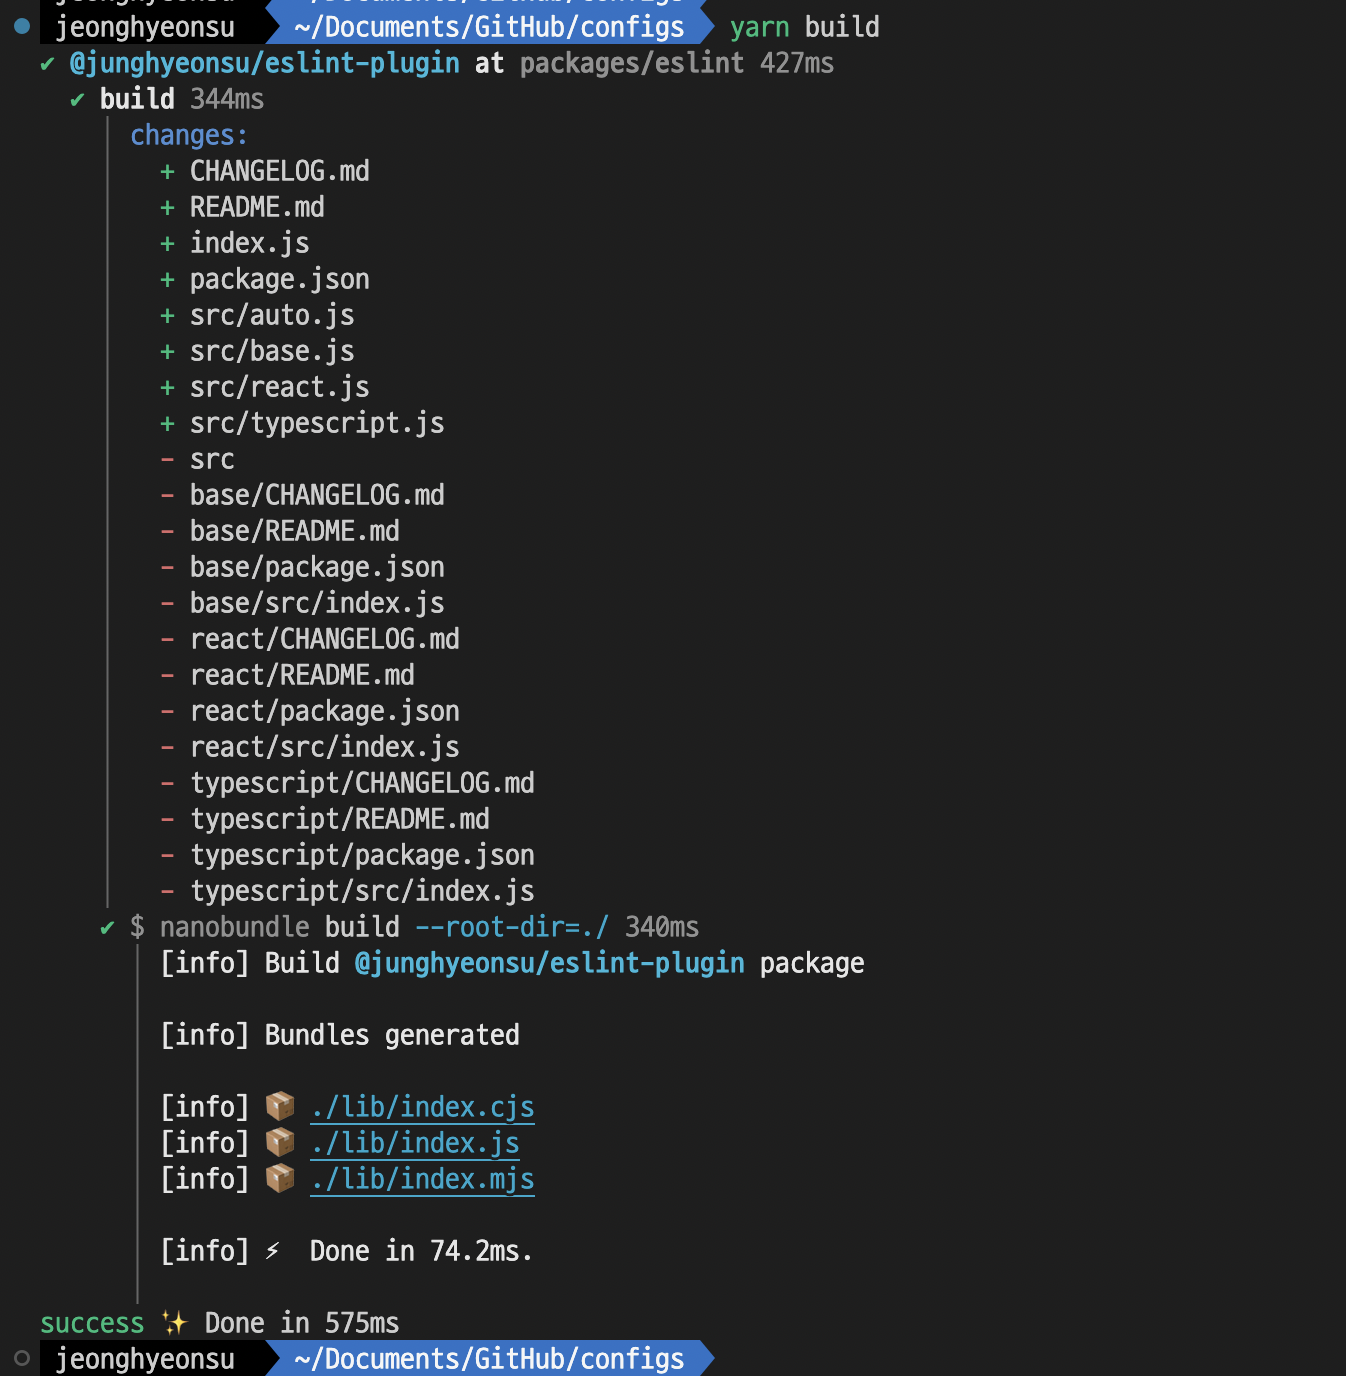 jeonghyeonsu ~/Documents/GitHub/configs yarn build
✔ @junghyeonsu/eslint-plugin at packages/eslint 427ms
✔ build 344ms
changes:
+ CHANGELOG.md
+ README.md
+ index.js
+ package.json
+ src/auto.js
+ src/base.js
+ src/react.js
+ src/typescript.js
- src
- base/CHANGELOG.md
- base/README.md
- base/package.json
- base/src/index.js
- react/CHANGELOG.md
- react/README.md
- react/package.json
- react/src/index.js
- typescript/CHANGELOG.md
- typescript/README.md
- typescript/package.json
- typescript/src/index.js
✔ $ nanobundle build --root-dir=./ 340ms
[info] Build @junghyeonsu/eslint-plugin package
[info] Bundles generated
[info] 📦 ./lib/index.cjs
[info] 📦 ./lib/index.js
[info] 📦 ./lib/index.mjs
[info] ⚡ Done in 74.2ms.
success ✨ Done in 575ms
jeonghyeonsu ~/Documents/GitHub/configs